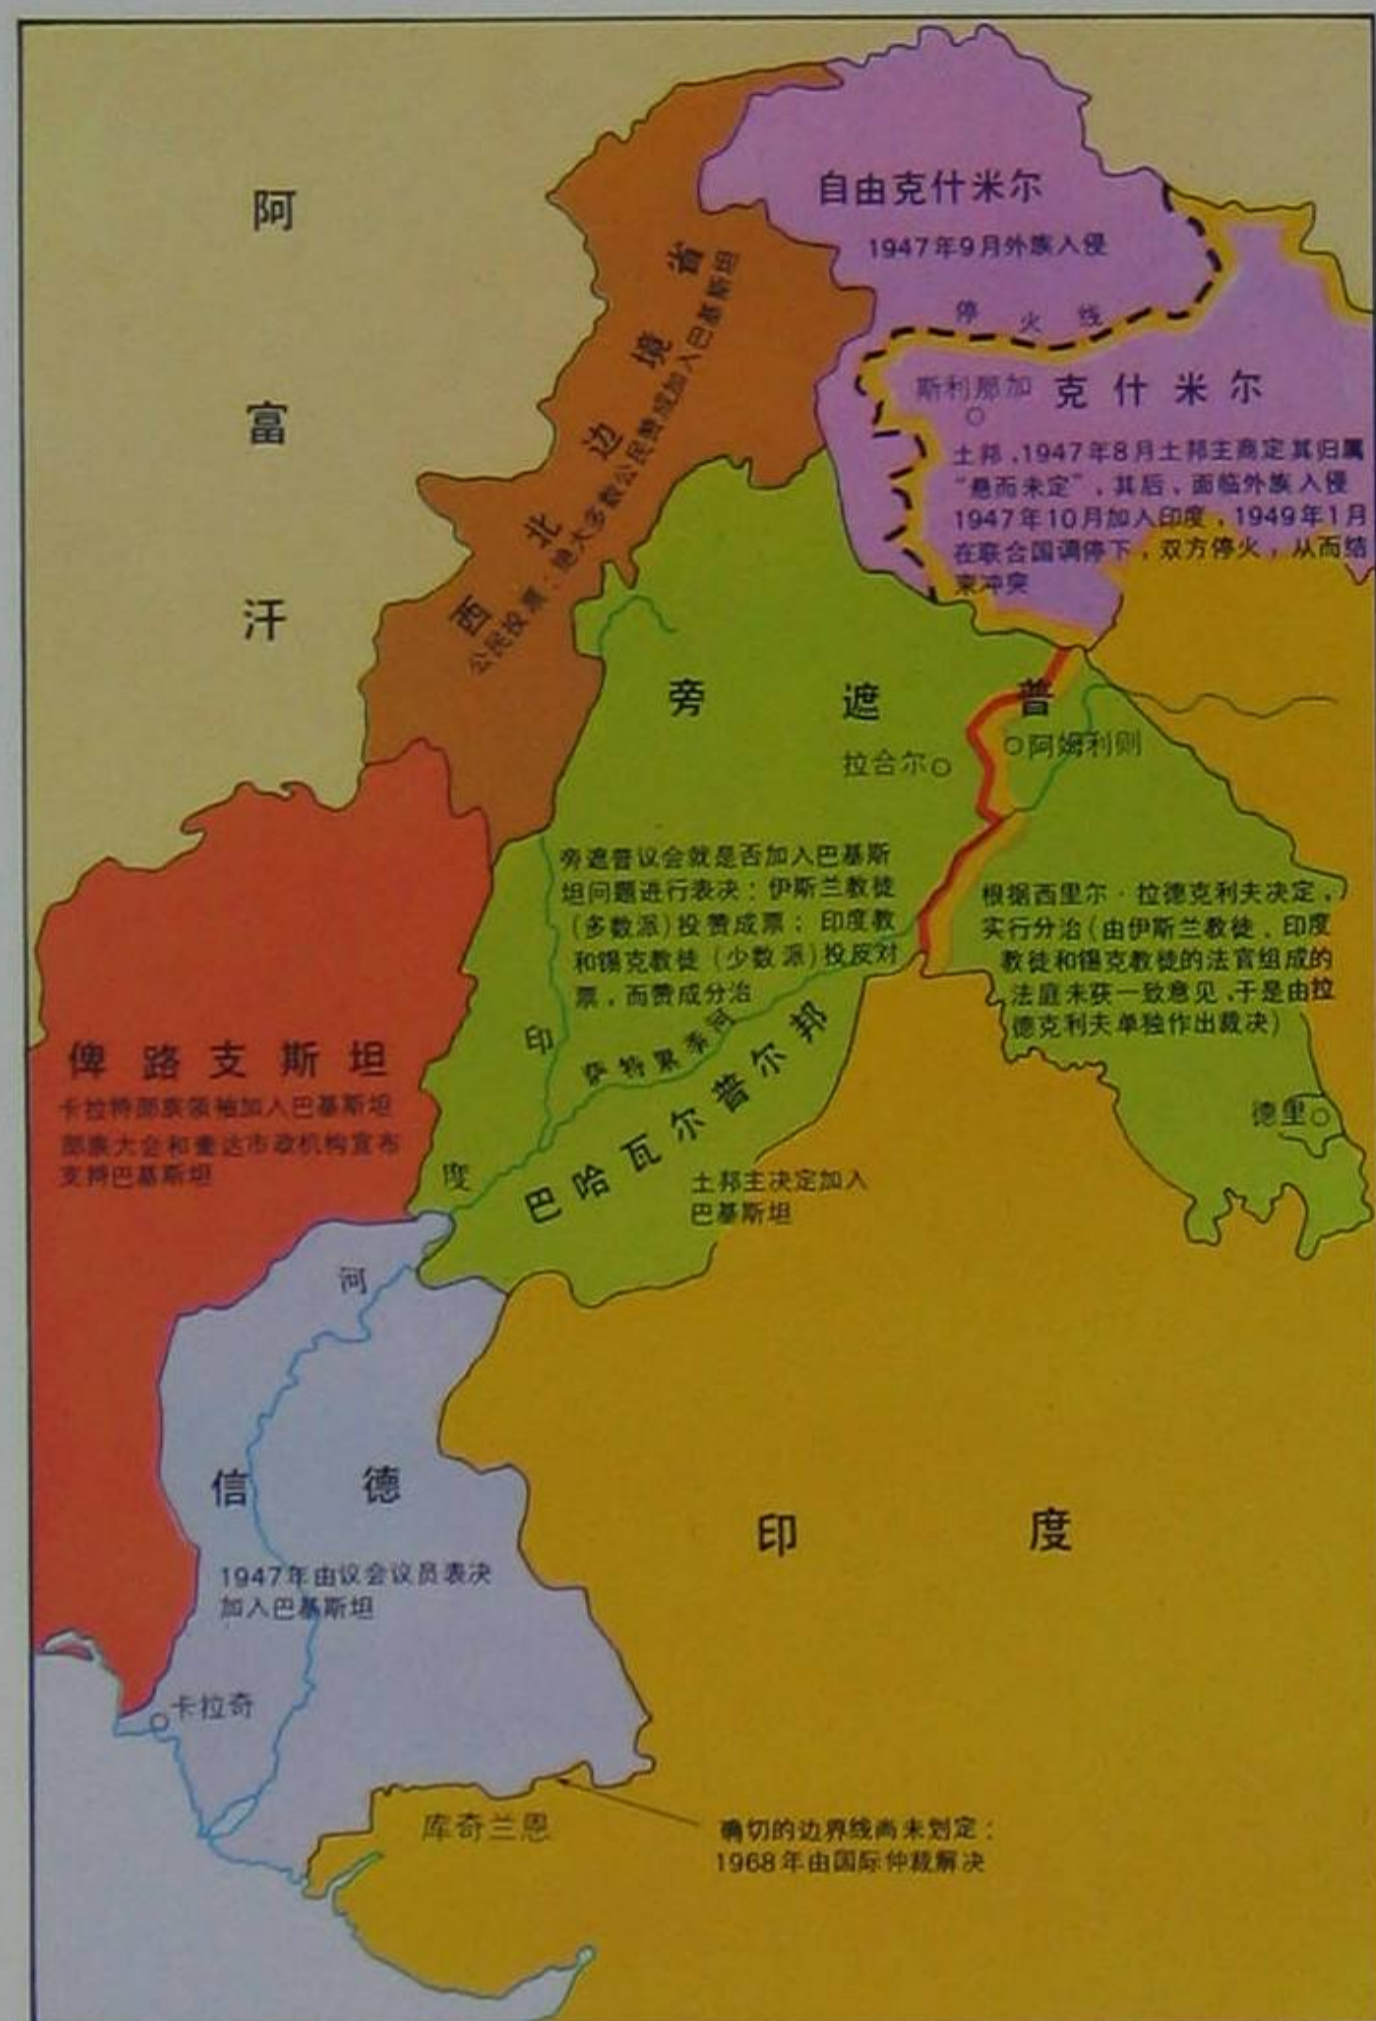 阿富汗
自由克什米尔
1947年9月外族入侵
停火线
斯利那加
克什米尔
土邦,1947年8月土邦主商定其归属
“悬而未定”,其后,面临外族入侵
1947年10月加入印度,1949年1月
在联合国调停下,双方停火,从而结
束冲突
西北边境省
公民投票:绝大多数公民赞成加入巴基斯坦
旁遮普
拉合尔
阿姆利则
旁遮普议会就是否加入巴基斯
坦问题进行表决:伊斯兰教徒
(多数派)投赞成票;印度教
和锡克教徒(少数派)投反对
票,而赞成分治
根据西里尔·拉德克利夫决定,
实行分治(由伊斯兰教徒、印度
教徒和锡克教徒的法官组成的
法庭未获一致意见,于是由拉
德克利夫单独作出裁决)
印度河
萨特累季河
巴哈瓦尔普尔邦
土邦主决定加入
巴基斯坦
德里
俾路支斯坦
卡拉特部族领袖加入巴基斯坦
部族大会和奎达市政机构宣布
支持巴基斯坦
信德
1947年由议会议员表决
加入巴基斯坦
卡拉奇
印度
库奇兰恩
确切的边界线尚未划定;
1968年由国际仲裁解决